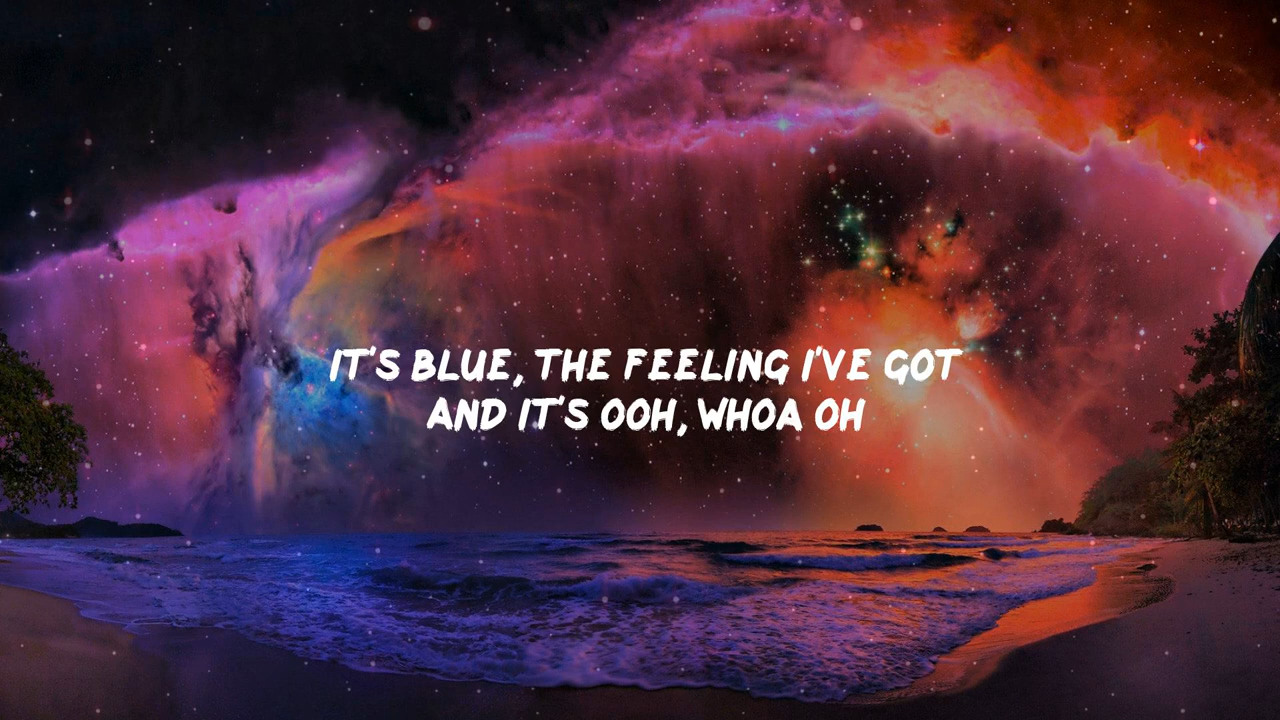 IT'S BLUE, THE FEELING I'VE GOT
AND IT'S OOH, WHOA OH